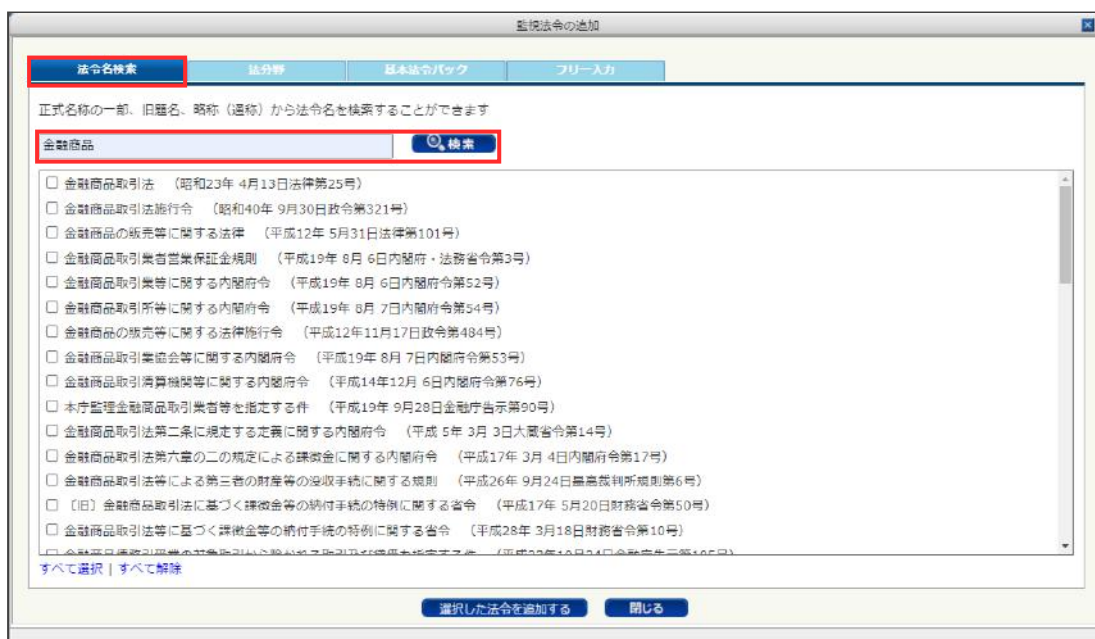 監視法令の追加
法令名検索 法分野 基本法令パック フリー入力
正式名称の一部、旧題名、略称（通称）から法令名を検索することができます
金融商品 検索
金融商品取引法 （昭和23年 4月13日法律第25号）
金融商品取引法施行令 （昭和40年 9月30日政令第321号）
金融商品の販売等に関する法律 （平成12年 5月31日法律第101号）
金融商品取引業者営業保証金規則 （平成19年 8月 6日内閣府・法務省令第3号）
金融商品取引業等に関する内閣府令 （平成19年 8月 6日内閣府令第52号）
金融商品取引所等に関する内閣府令 （平成19年 8月 7日内閣府令第54号）
金融商品の販売等に関する法律施行令 （平成12年11月17日政令第484号）
金融商品取引業協会等に関する内閣府令 （平成19年 8月 7日内閣府令第53号）
金融商品取引清算機関等に関する内閣府令 （平成14年12月 6日内閣府令第76号）
本庁監理金融商品取引業者等を指定する件 （平成19年 9月28日金融庁告示第90号）
金融商品取引法第二条に規定する定義に関する内閣府令 （平成 5年 3月 3日大蔵省令第14号）
金融商品取引法第六章の二の規定による課徴金に関する内閣府令 （平成17年 3月 4日内閣府令第17号）
金融商品取引法等による第三者の財産等の没収手続に関する規則 （平成26年 9月24日最高裁判所規則第6号）
〔旧〕金融商品取引法に基づく課徴金等の納付手続の特例に関する省令 （平成17年 5月20日財務省令第50号）
金融商品取引法等に基づく課徴金等の納付手続の特例に関する省令 （平成28年 3月18日財務省令第10号）
すべて選択 | すべて解除
選択した法令を追加する 閉じる